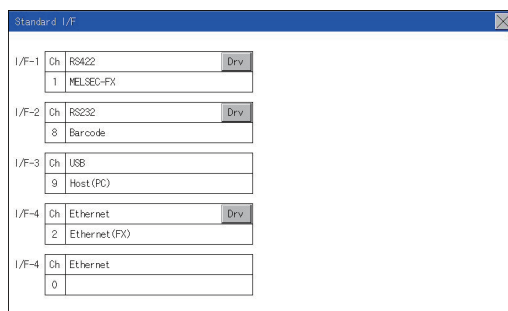 Standard I/F
I/F-1 Ch RS422 Drv
1 MELSEC-FX
I/F-2 Ch RS232 Drv
8 Barcode
I/F-3 Ch USB
9 Host(PC)
I/F-4 Ch Ethernet Drv
2 Ethernet(FX)
I/F-4 Ch Ethernet
0